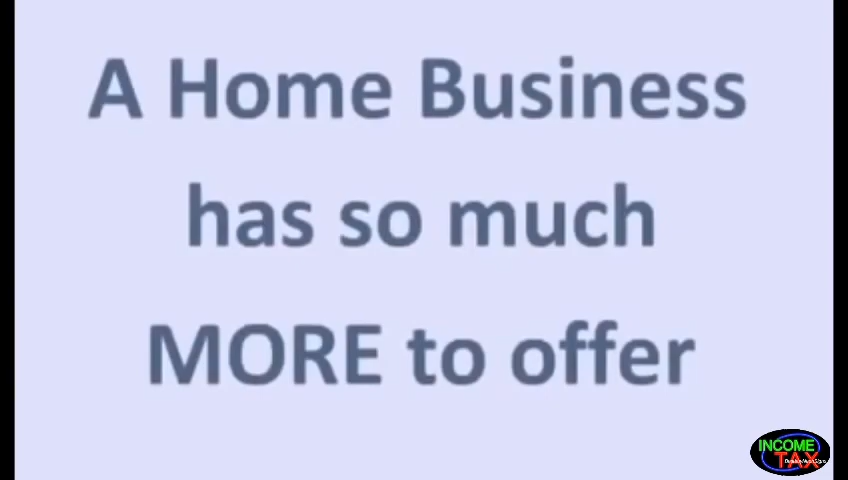 A Home Business
has so much
MORE to offer
INCOME
TAX